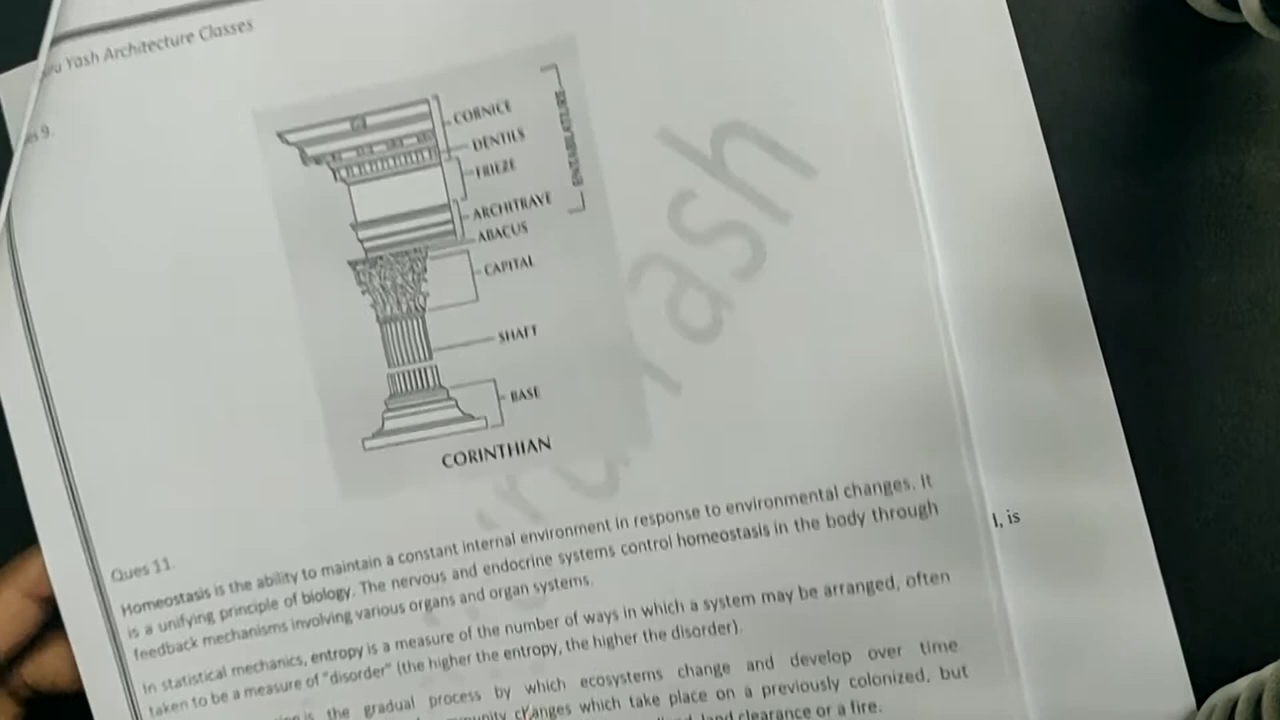 Yash Architecture Classes
9.
CORNICE
DENTILS
FRIEZE
ENTABLATURE
ARCHITRAVE
ABACUS
CAPITAL
SHAFT
BASE
CORINTHIAN
Yash
Ques 11.
Homeostasis is the ability to maintain a constant internal environment in response to environmental changes. It
is a unifying principle of biology. The nervous and endocrine systems control homeostasis in the body through
feedback mechanisms involving various organs and organ systems.
In statistical mechanics, entropy is a measure of the number of ways in which a system may be arranged, often
taken to be a measure of "disorder" (the higher the entropy, the higher the disorder).
is the gradual process by which ecosystems change and develop over time
changes which take place on a previously colonized, but
land clearance or a fire.
l, is